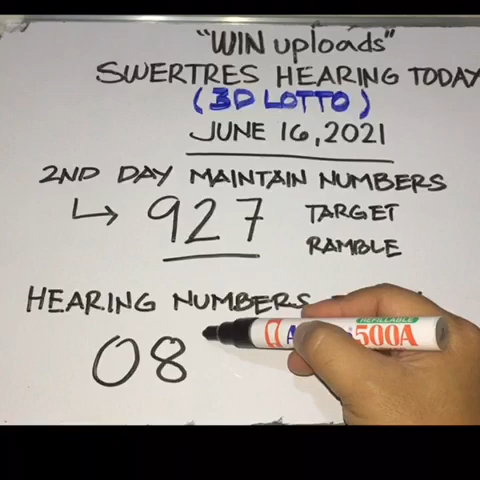 "WIN uploads"
SWERTRES HEARING TODAY
(3D LOTTO)
JUNE 16, 2021
2ND DAY MAINTAIN NUMBERS
927 TARGET
RAMBLE
HEARING NUMBERS
08
REFILLABLE
500A